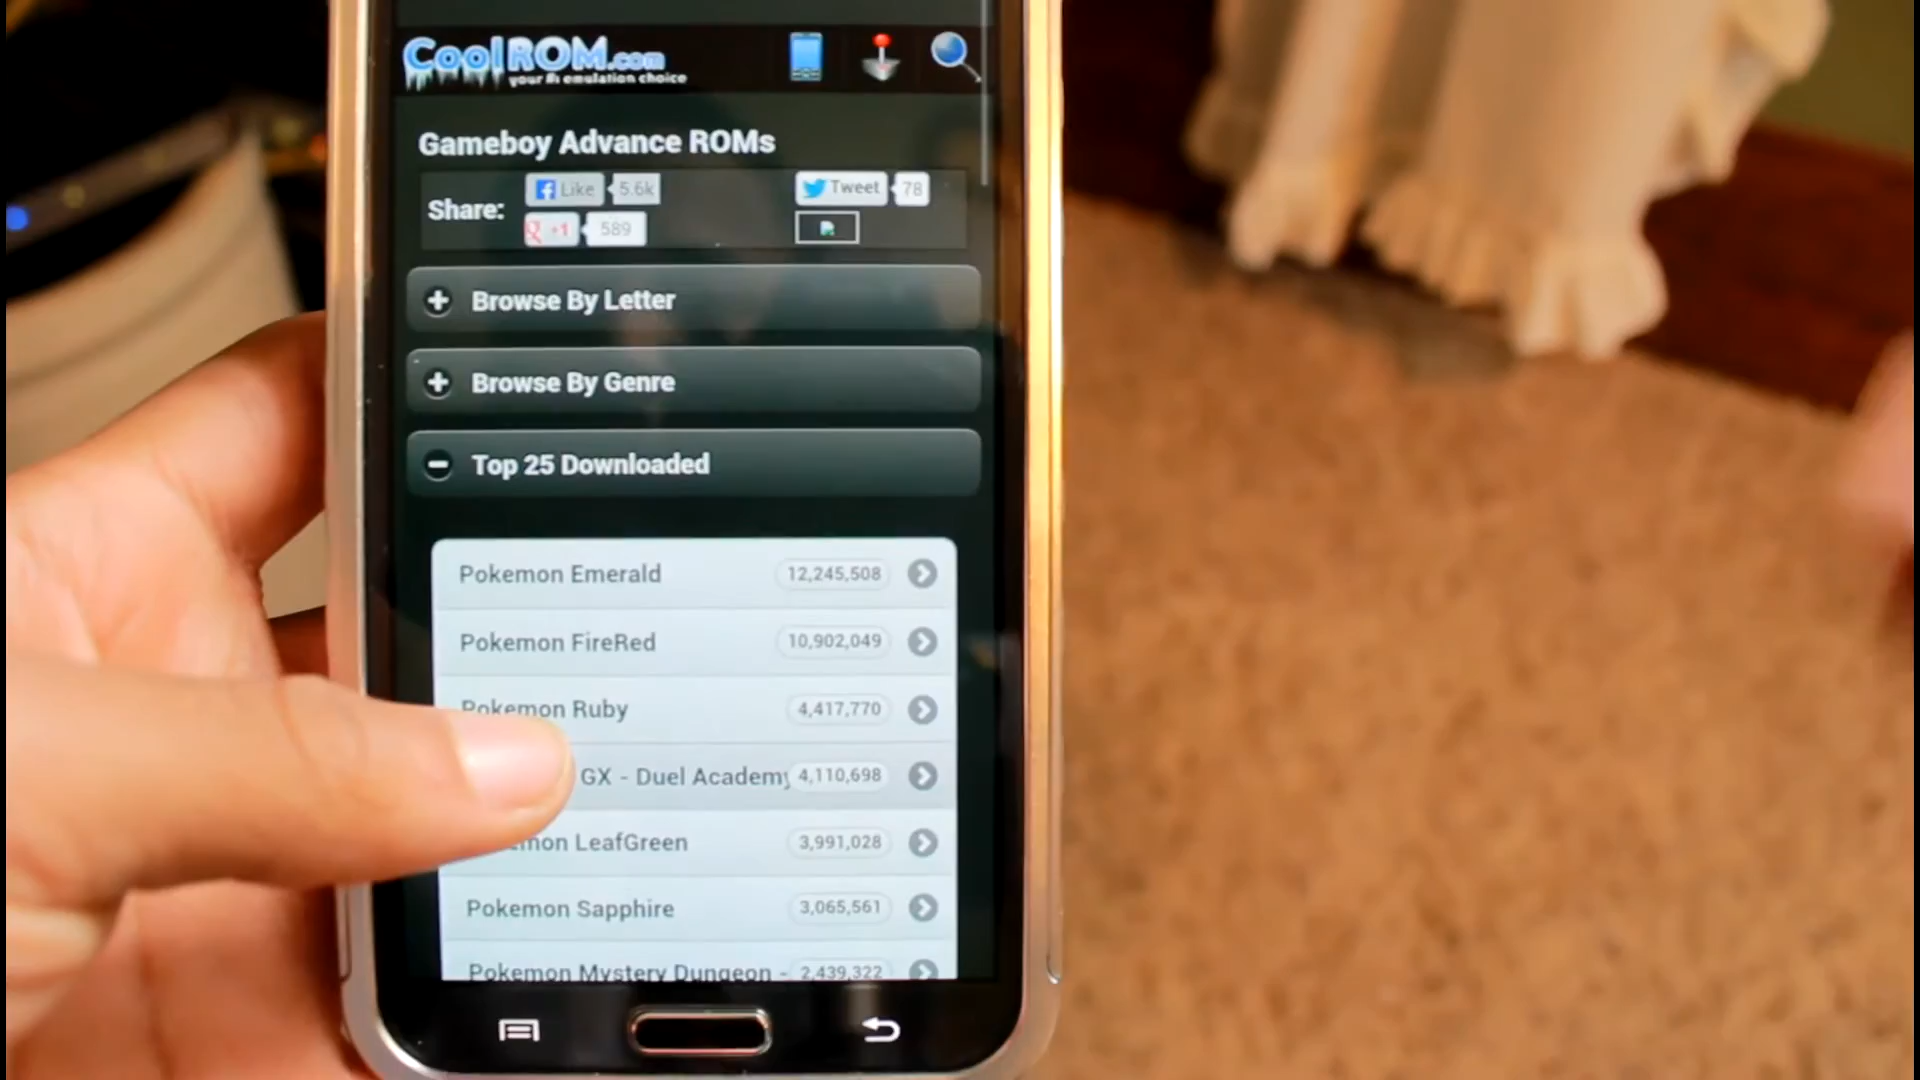 CoolROM.com
your #1 emulation choice
Gameboy Advance ROMs
Share:
Like 5.6k
Tweet 78
+1 589
Browse By Letter
Browse By Genre
Top 25 Downloaded
Pokemon Emerald 12,245,508
Pokemon FireRed 10,902,049
Pokemon Ruby 4,417,770
GX - Duel Academy 4,110,698
LeafGreen 3,991,028
Pokemon Sapphire 3,065,561
Pokemon Mystery Dungeon - 2,439,322